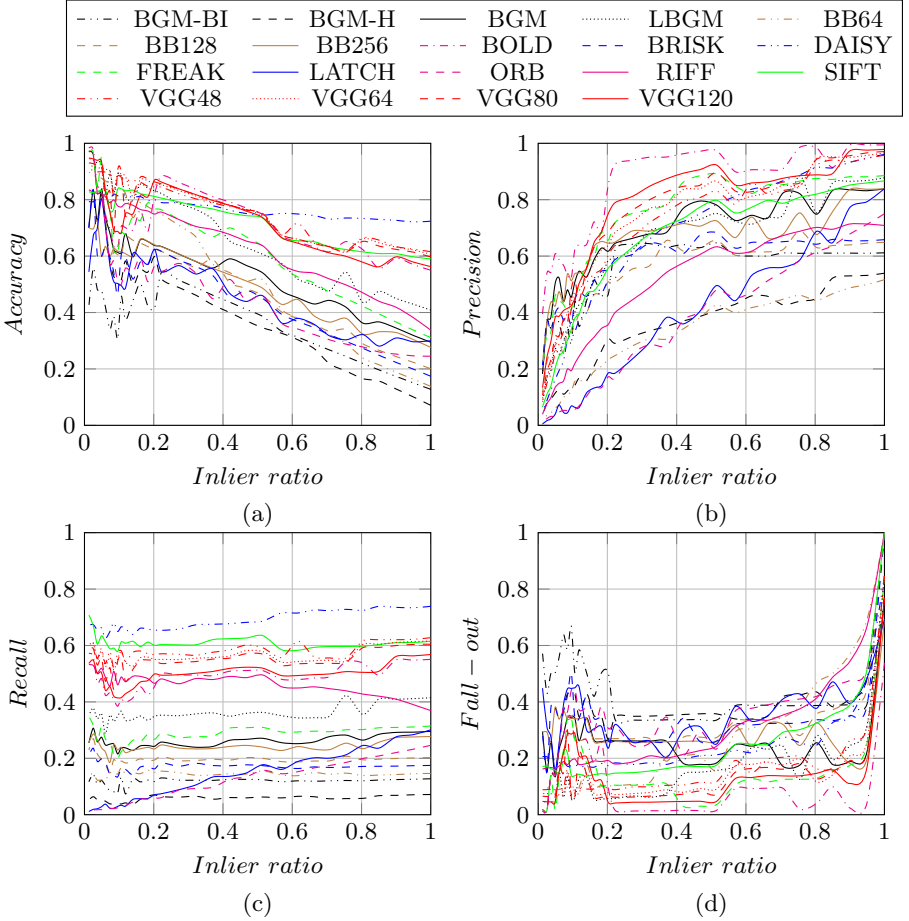 BGM-BI BGM-H BGM LBGM BB64
BB128 BB256 BOLD BRISK DAISY
FREAK LATCH ORB RIFF SIFT
VGG48 VGG64 VGG80 VGG120
1
0.8
0.6
0.4
0.2
0
0 0.2 0.4 0.6 0.8 1
Accuracy
Inlier ratio
(a)
1
0.8
0.6
0.4
0.2
0
0 0.2 0.4 0.6 0.8 1
Precision
Inlier ratio
(b)
1
0.8
0.6
0.4
0.2
0
0 0.2 0.4 0.6 0.8 1
Recall
Inlier ratio
(c)
1
0.8
0.6
0.4
0.2
0
0 0.2 0.4 0.6 0.8 1
Fall − out
Inlier ratio
(d)